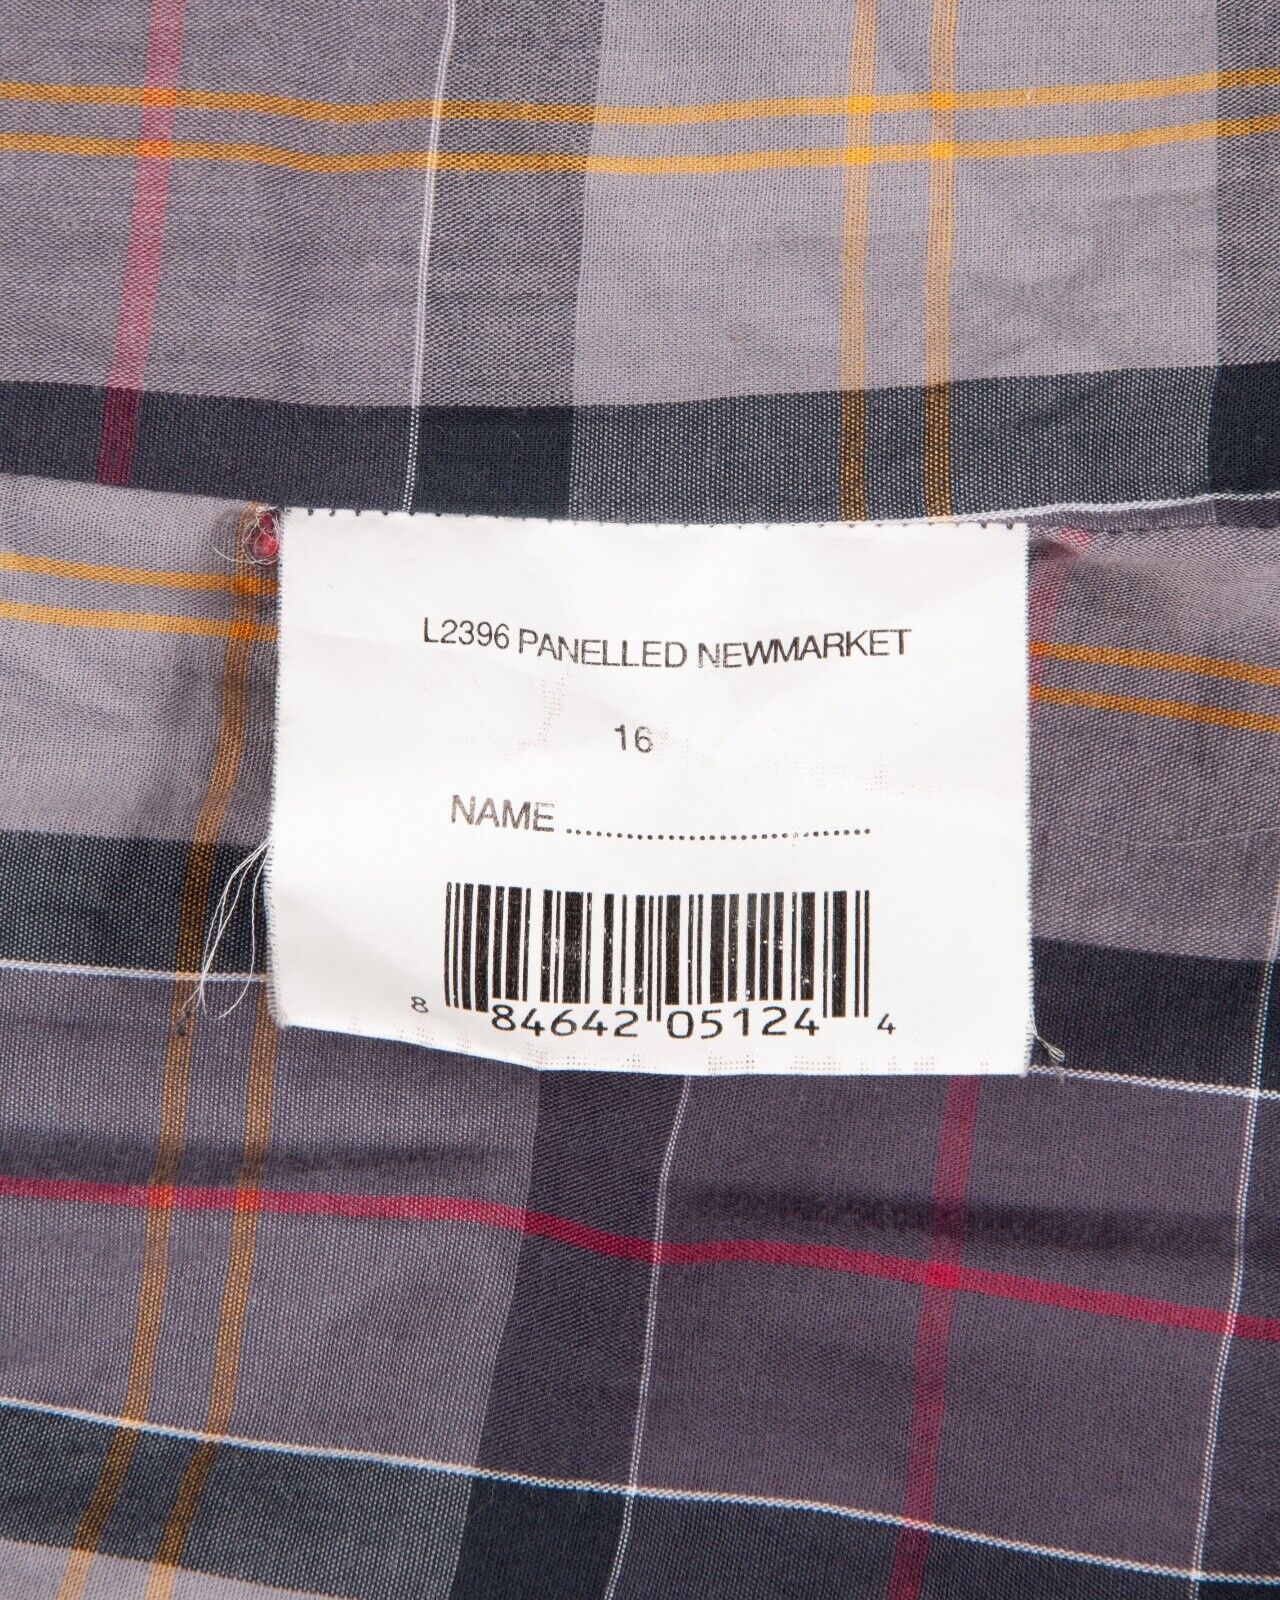 L2396 PANELLED NEWMARKET
16
NAME ........................................
8 84642 05124 4